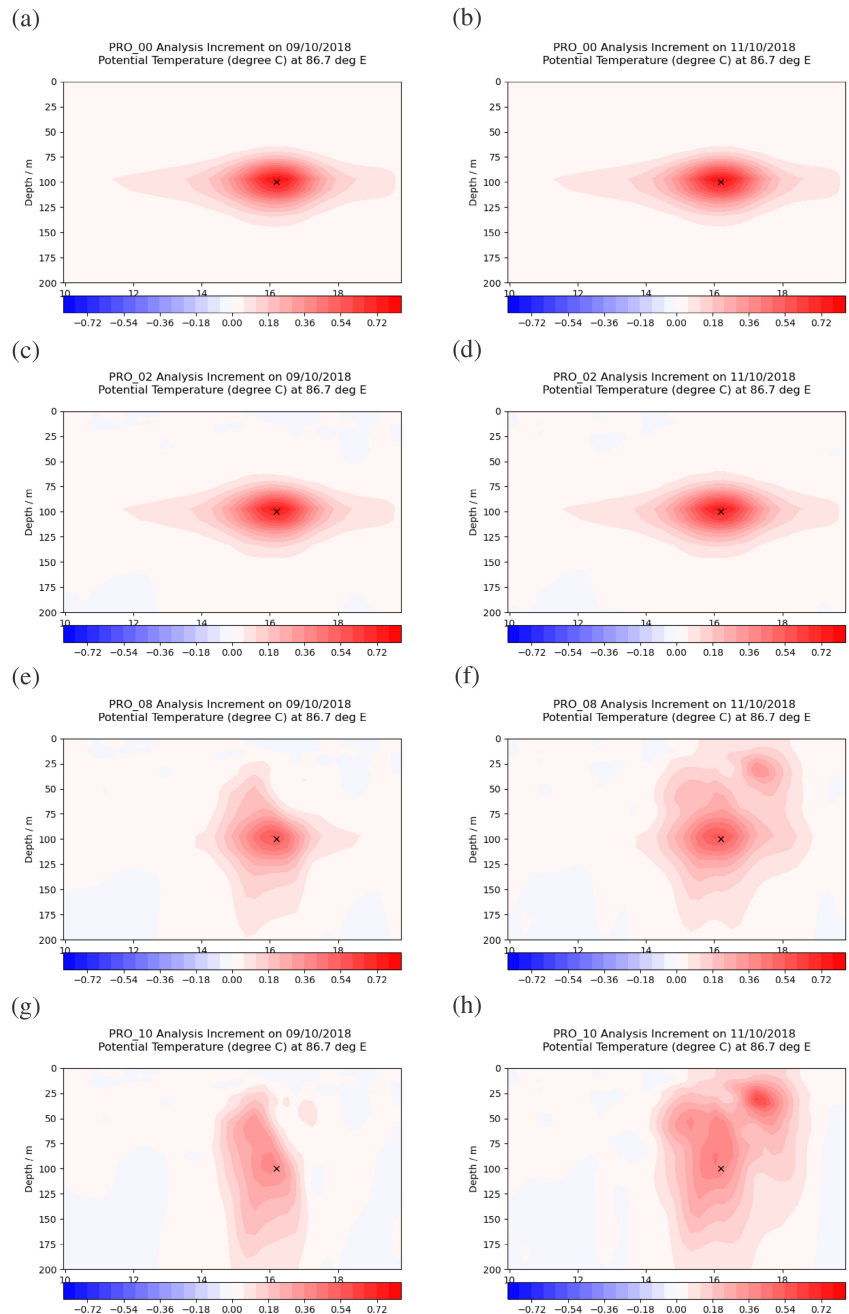 (a)
PRO_00 Analysis Increment on 09/10/2018
Potential Temperature (degree C) at 86.7 deg E
0
25
50
75
100
125
150
175
200
Depth / m
10 12 14 16 18
−0.72 −0.54 −0.36 −0.18 0.00 0.18 0.36 0.54 0.72
(b)
PRO_00 Analysis Increment on 11/10/2018
Potential Temperature (degree C) at 86.7 deg E
0
25
50
75
100
125
150
175
200
Depth / m
10 12 14 16 18
−0.72 −0.54 −0.36 −0.18 0.00 0.18 0.36 0.54 0.72
(c)
PRO_02 Analysis Increment on 09/10/2018
Potential Temperature (degree C) at 86.7 deg E
0
25
50
75
100
125
150
175
200
Depth / m
10 12 14 16 18
−0.72 −0.54 −0.36 −0.18 0.00 0.18 0.36 0.54 0.72
(d)
PRO_02 Analysis Increment on 11/10/2018
Potential Temperature (degree C) at 86.7 deg E
0
25
50
75
100
125
150
175
200
Depth / m
10 12 14 16 18
−0.72 −0.54 −0.36 −0.18 0.00 0.18 0.36 0.54 0.72
(e)
PRO_08 Analysis Increment on 09/10/2018
Potential Temperature (degree C) at 86.7 deg E
0
25
50
75
100
125
150
175
200
Depth / m
10 12 14 16 18
−0.72 −0.54 −0.36 −0.18 0.00 0.18 0.36 0.54 0.72
(f)
PRO_08 Analysis Increment on 11/10/2018
Potential Temperature (degree C) at 86.7 deg E
0
25
50
75
100
125
150
175
200
Depth / m
10 12 14 16 18
−0.72 −0.54 −0.36 −0.18 0.00 0.18 0.36 0.54 0.72
(g)
PRO_10 Analysis Increment on 09/10/2018
Potential Temperature (degree C) at 86.7 deg E
0
25
50
75
100
125
150
175
200
Depth / m
10 12 14 16 18
−0.72 −0.54 −0.36 −0.18 0.00 0.18 0.36 0.54 0.72
(h)
PRO_10 Analysis Increment on 11/10/2018
Potential Temperature (degree C) at 86.7 deg E
0
25
50
75
100
125
150
175
200
Depth / m
10 12 14 16 18
−0.72 −0.54 −0.36 −0.18 0.00 0.18 0.36 0.54 0.72